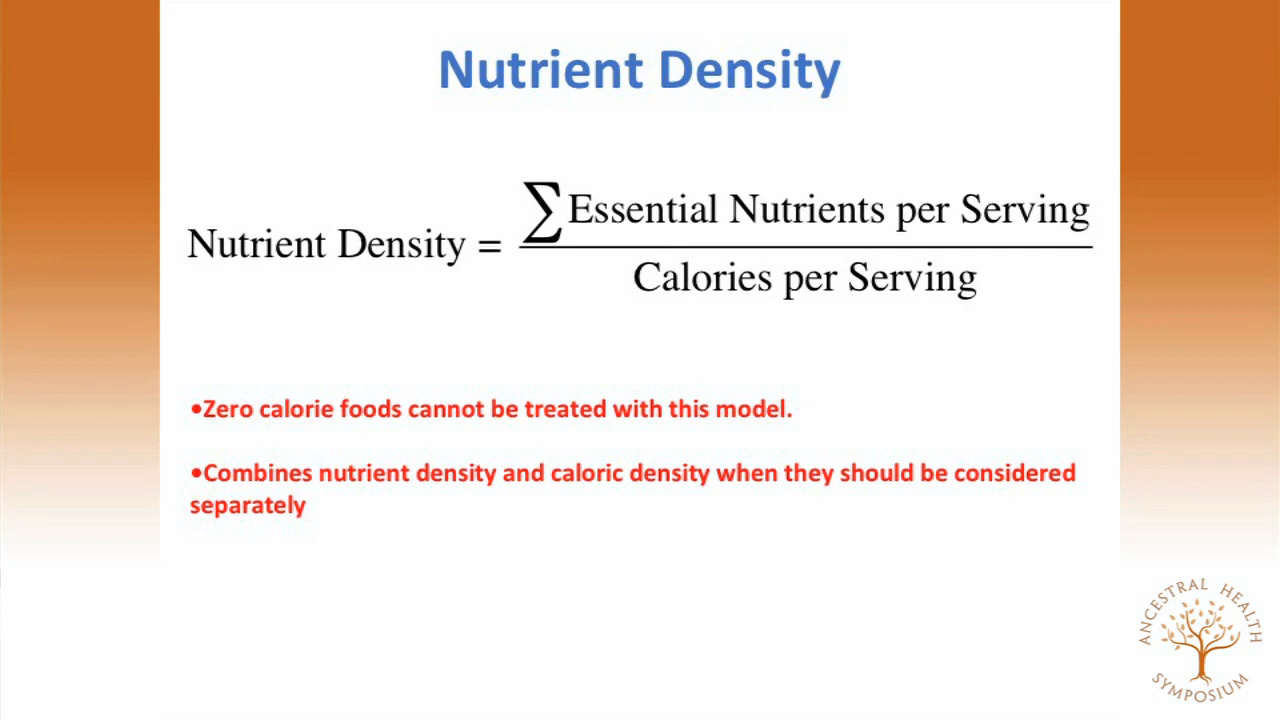 Nutrient Density
Nutrient Density = ∑Essential Nutrients per Serving
Calories per Serving
•Zero calorie foods cannot be treated with this model.
•Combines nutrient density and caloric density when they should be considered
separately
ANCESTRAL HEALTH
SYMPOSIUM